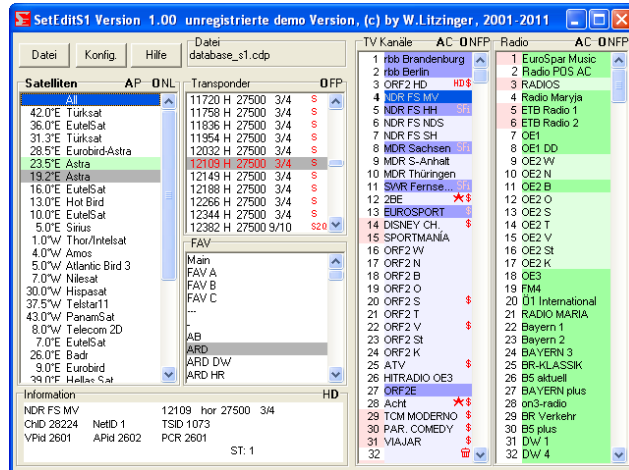 SetEditS1 Version 1.00 unregistrierte demo Version, (c) by W.Litzinger, 2001-2011
Datei
Konfig.
Hilfe
Datei
database_s1.cdp
Satelliten AP ONL
All
42.0°E Türksat
36.0°E EutelSat
31.3°E Türksat
28.5°E Eurobird-Astra
23.5°E Astra
19.2°E Astra
16.0°E EutelSat
13.0°E Hot Bird
10.0°E EutelSat
5.0°E Sirius
1.0°W Thor/Intelsat
4.0°W Amos
5.0°W Atlantic Bird 3
7.0°W Nilesat
30.0°W Hispasat
37.5°W Telstar11
43.0°W PanamSat
8.0°W Telecom 2D
7.0°E EutelSat
26.0°E Badr
9.0°E Eurobird
39.0°E Hellas Sat
Transponder OFP
11720 H 27500 3/4 S
11758 H 27500 3/4 S
11836 H 27500 3/4 S
11954 H 27500 3/4 S
12032 H 27500 3/4 S
12109 H 27500 3/4 S
12149 H 27500 3/4 S
12188 H 27500 3/4 S
12266 H 27500 3/4 S
12344 H 27500 3/4 S
12382 H 27500 9/10 S20
FAV
Main
FAV A
FAV B
FAV C
---
-
AB
ARD
ARD DW
ARD HR
TV Kanäle AC ONFP
1 rbb Brandenburg
2 rbb Berlin
3 ORF2 HD HD$
4 NDR FS MV
5 NDR FS HH SFi
6 NDR FS NDS
7 NDR FS SH
8 MDR Sachsen SFi
9 MDR S-Anhalt
10 MDR Thüringen
11 SWR Fernse... SFi
12 2BE ★$
13 EUROSPORT $
14 DISNEY CH. $
15 SPORTMANÍA
16 ORF2 W
17 ORF2 N
18 ORF2 B
19 ORF2 O
20 ORF2 S $
21 ORF2 T
22 ORF2 V $
23 ORF2 St
24 ORF2 K
25 ATV $
26 HITRADIO OE3
27 ORF2E
28 Acht ★$
29 TCM MODERNO $
30 PAR. COMEDY $
31 VIAJAR $
32
Radio AC ONFP
1 EuroSpar Music
2 Radio POS AC
3 RADIOS
4 Radio Maryja
5 ETB Radio 1
6 ETB Radio 2
7 OE1
8 OE1 DD
9 OE2 W
10 OE2 N
11 OE2 B
12 OE2 O
13 OE2 S
14 OE2 T
15 OE2 V
16 OE2 St
17 OE2 K
18 OE3
19 FM4
20 Ö1 International
21 RADIO MARIA
22 Bayern 1
23 Bayern 2
24 BAYERN 3
25 BR-KLASSIK
26 B5 aktuell
27 BAYERN plus
28 on3-radio
29 BR Verkehr
30 B5 plus
31 DW 1
32 DW 4
Information HD
NDR FS MV 12109 hor 27500 3/4
ChID 28224 NetID 1 TSID 1073
VPid 2601 APid 2602 PCR 2601
ST: 1